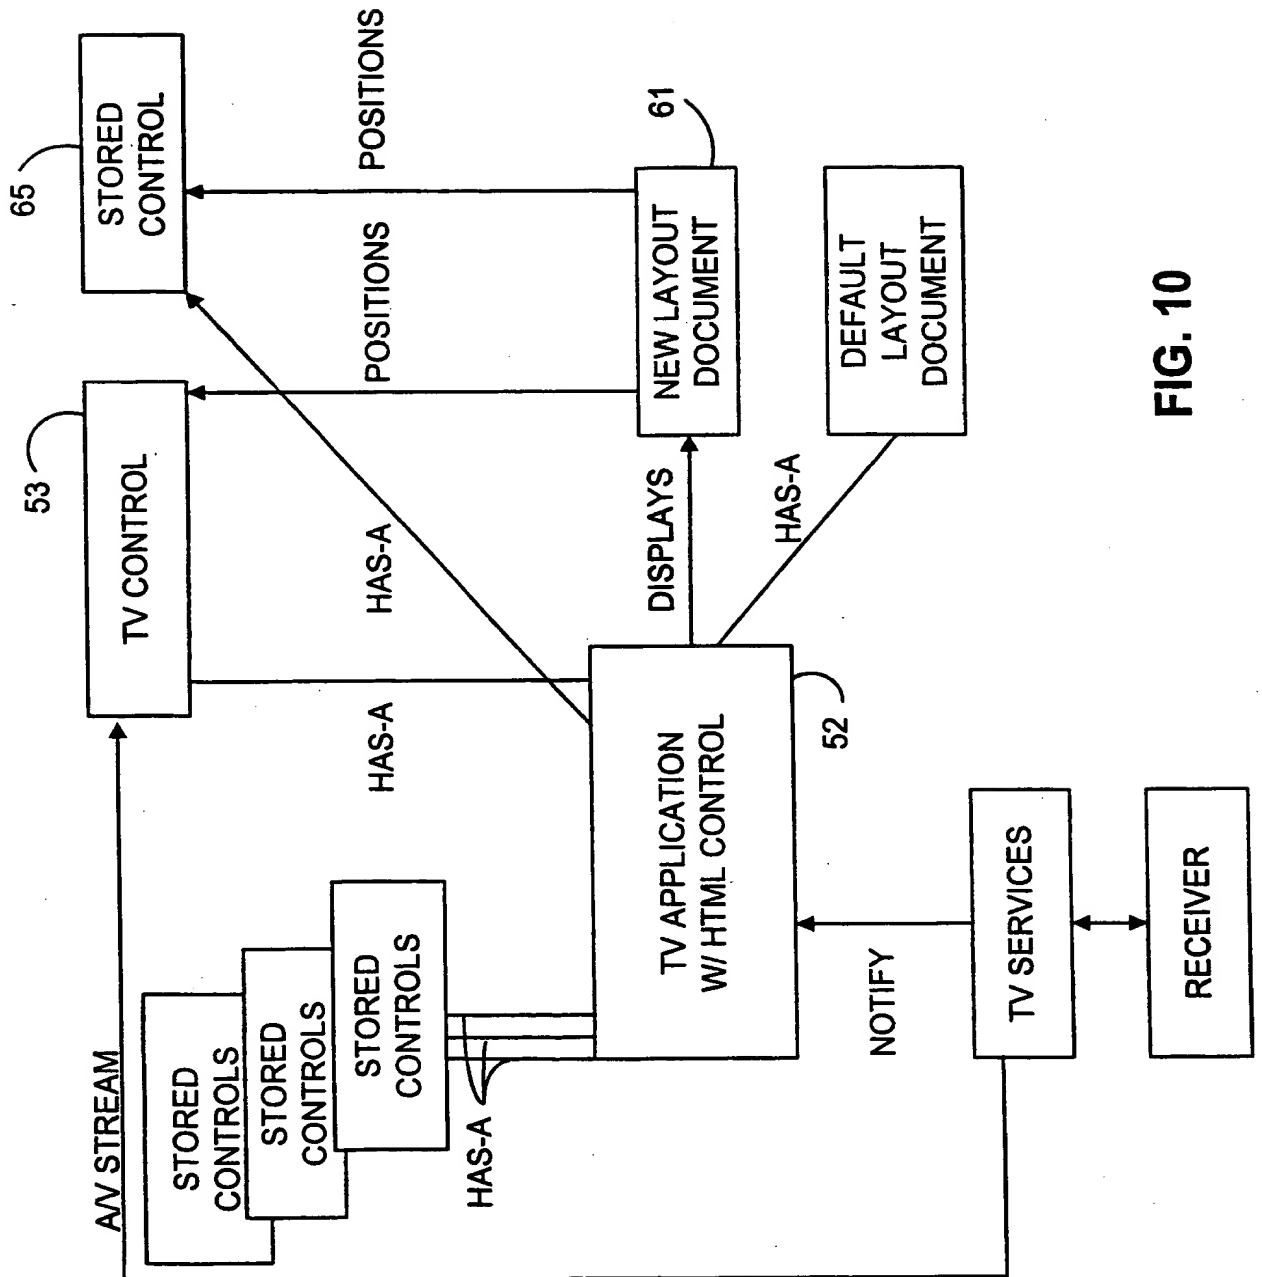 A/V STREAM
STORED
CONTROLS
STORED
CONTROLS
STORED
CONTROLS
HAS-A
TV CONTROL
53
STORED
CONTROL
65
HAS-A
HAS-A
POSITIONS
POSITIONS
TV APPLICATION
W/ HTML CONTROL
52
DISPLAYS
NEW LAYOUT
DOCUMENT
61
HAS-A
DEFAULT
LAYOUT
DOCUMENT
NOTIFY
TV SERVICES
RECEIVER
FIG. 10